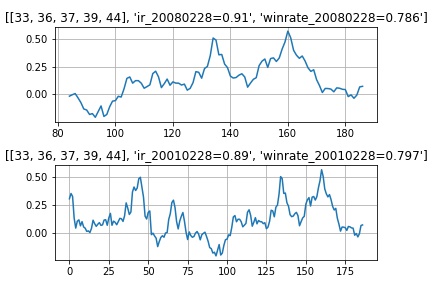 [[33, 36, 37, 39, 44], 'ir_20080228=0.91', 'winrate_20080228=0.786']
0.50
0.25
0.00
80 100 120 140 160 180
[[33, 36, 37, 39, 44], 'ir_20010228=0.89', 'winrate_20010228=0.797']
0.50
0.25
0.00
0 25 50 75 100 125 150 175